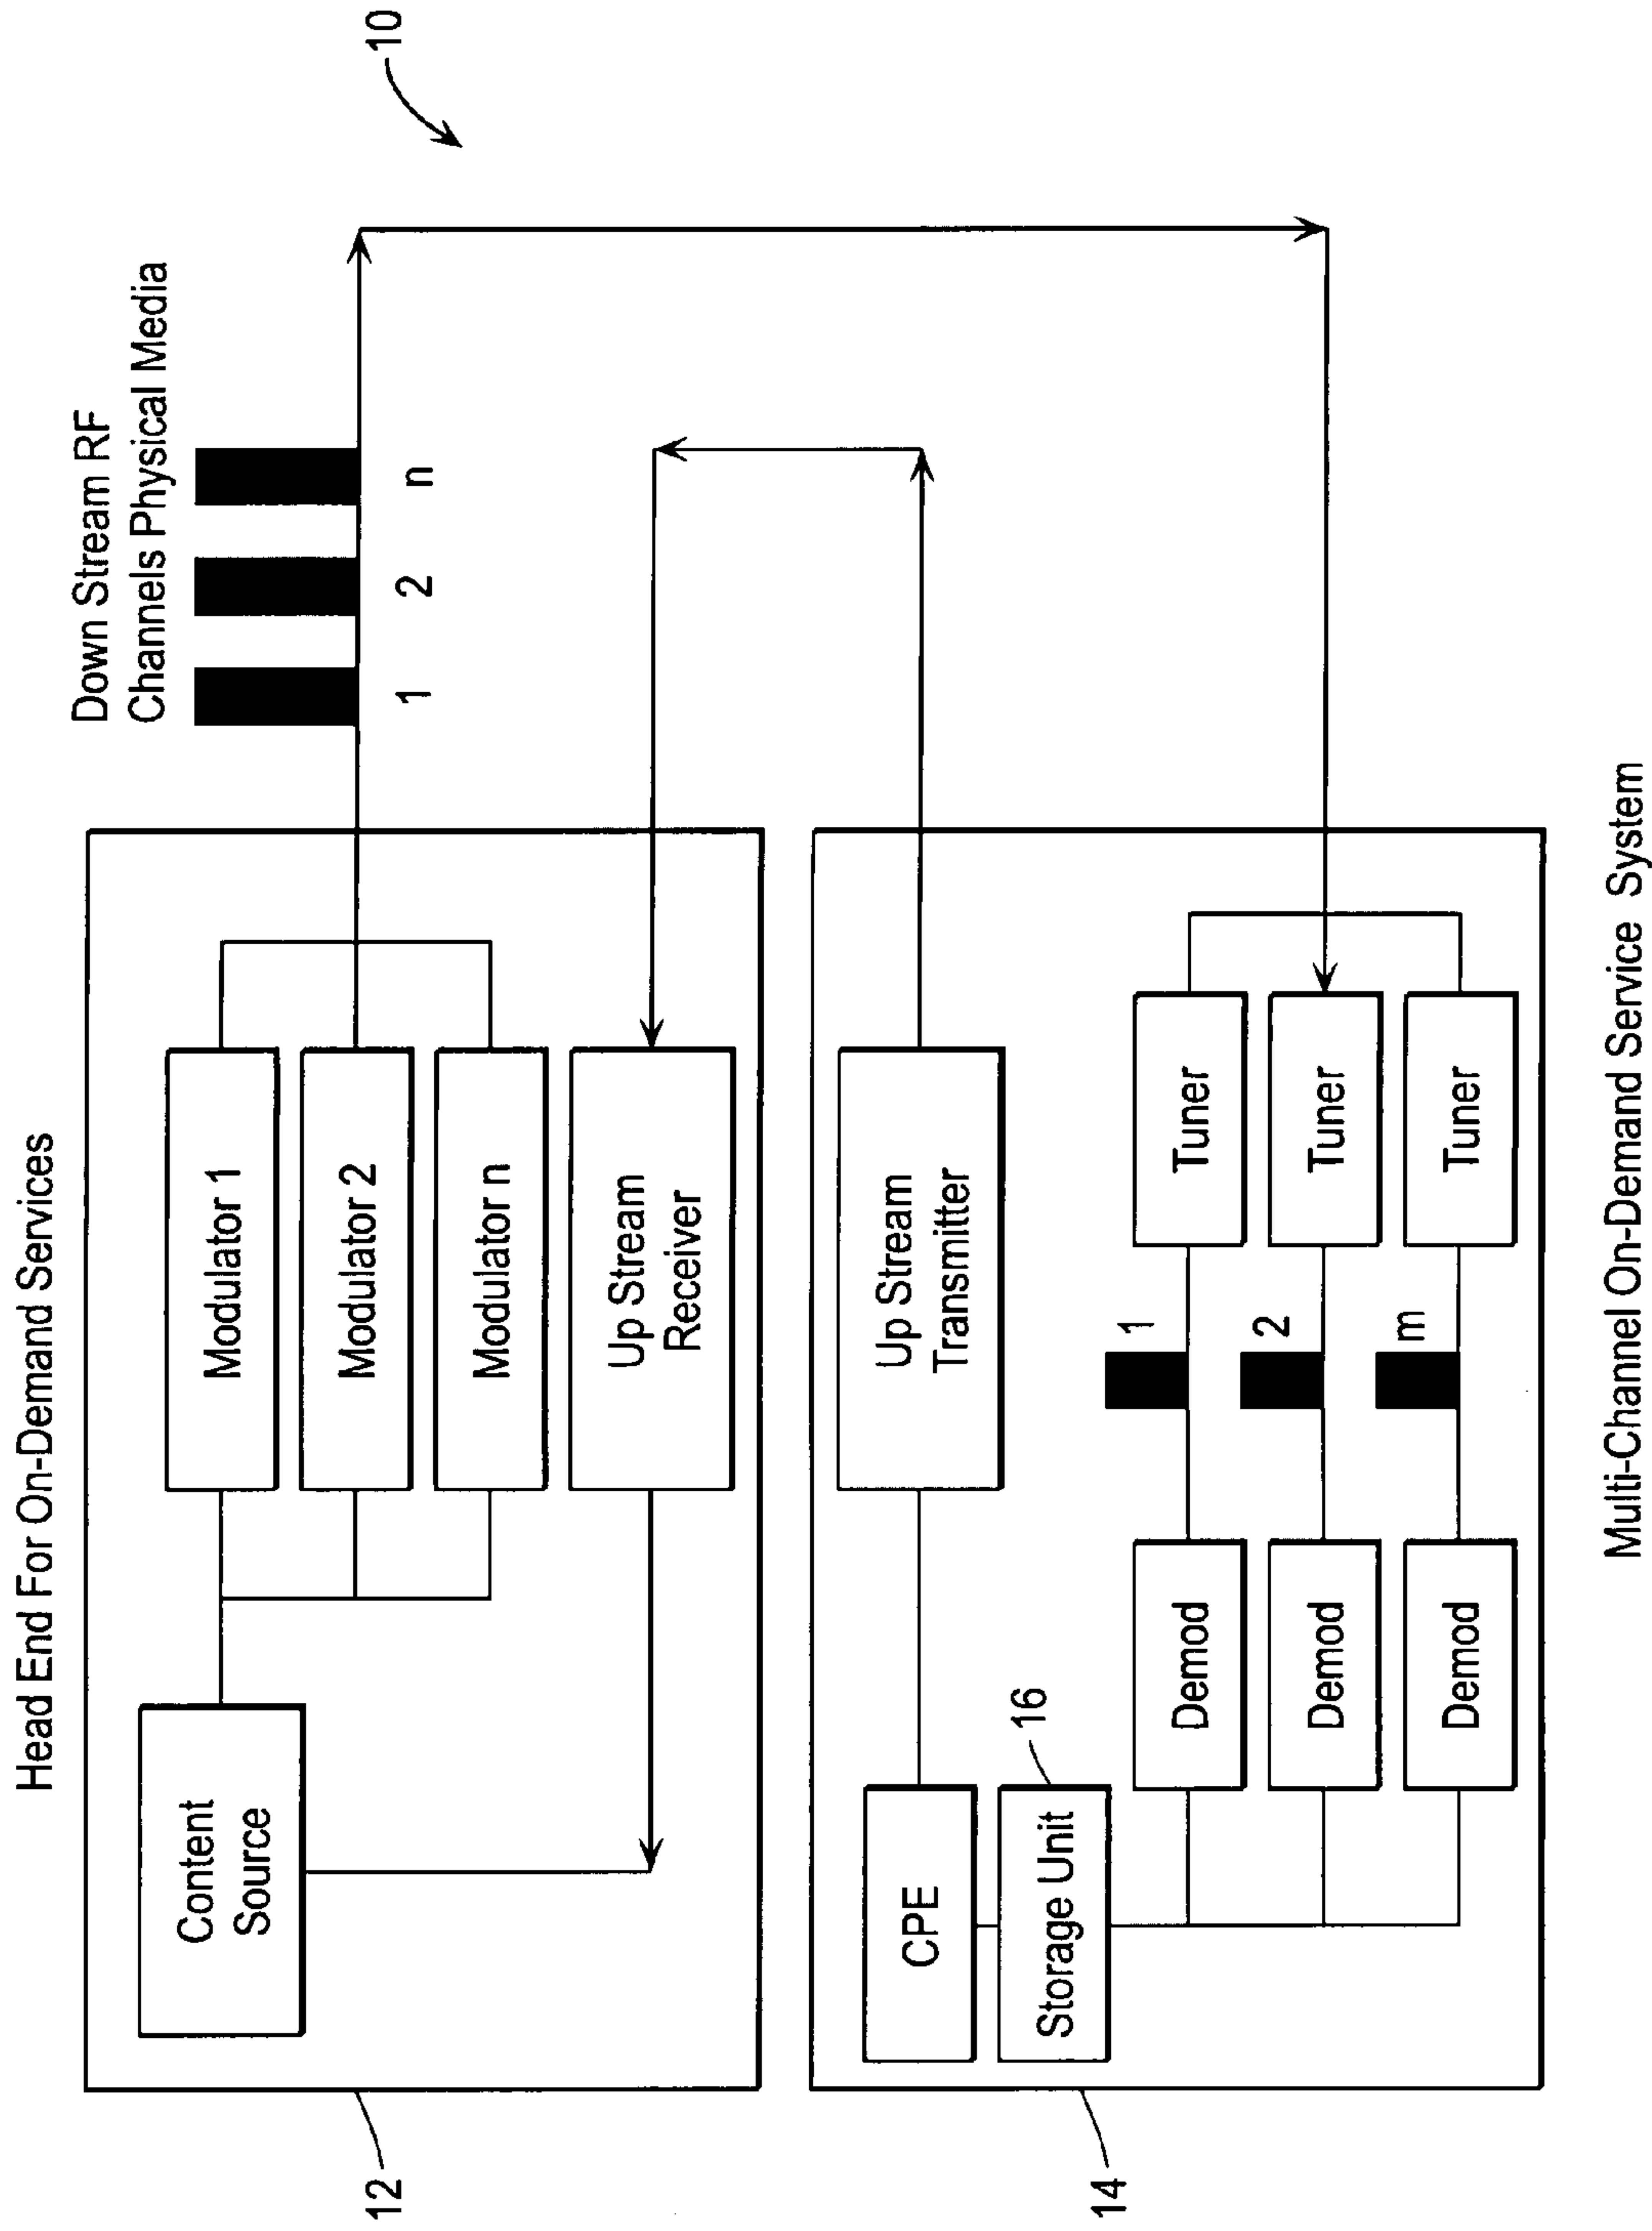 Head End For On-Demand Services
Down Stream RF
Channels Physical Media
10
1
2
n
12
Content
Source
Modulator 1
Modulator 2
Modulator n
Up Stream
Receiver
14
CPE
Storage Unit
16
Up Stream
Transmitter
Demod
1
Tuner
Demod
2
Tuner
Demod
m
Tuner
Multi-Channel On-Demand Service System